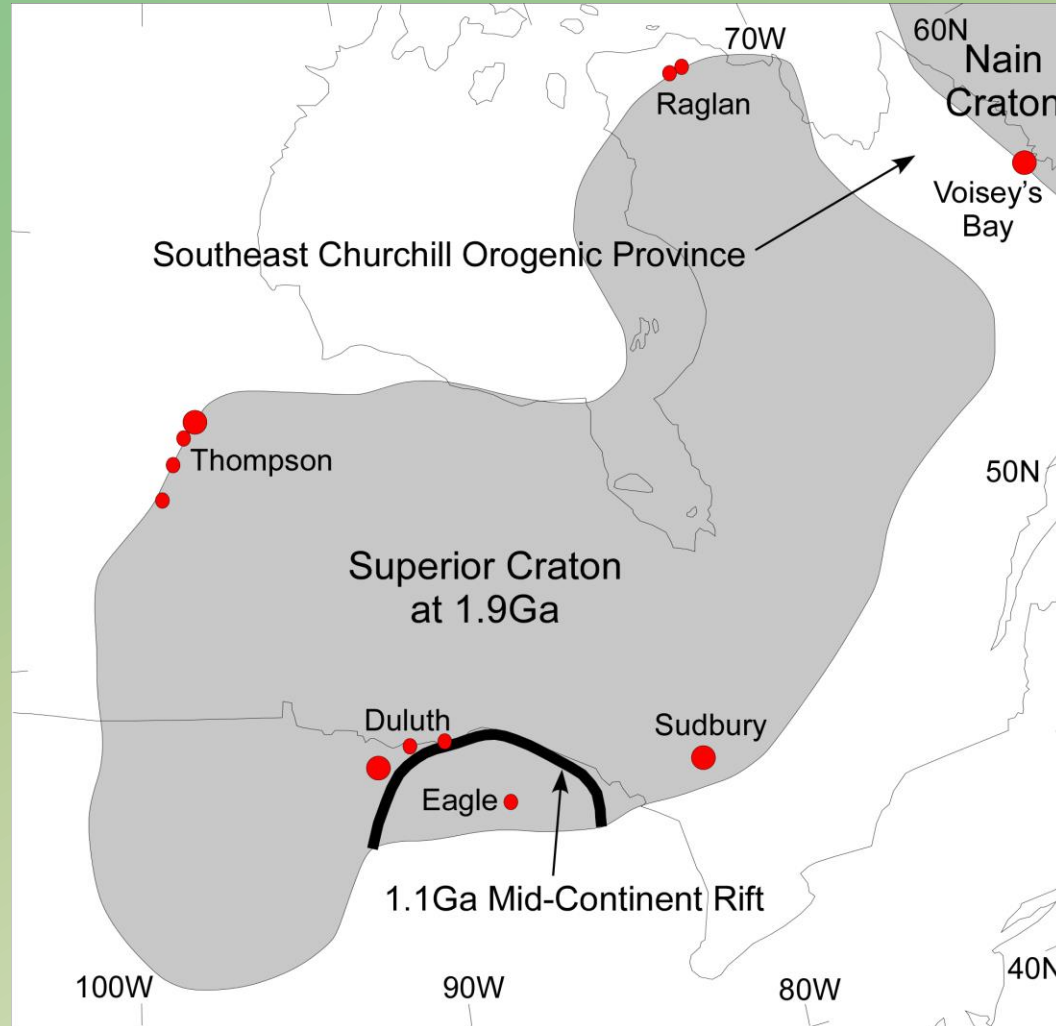 60N
70W
Nain
Craton
Raglan
Voisey's
Bay
Southeast Churchill Orogenic Province
Thompson
50N
Superior Craton
at 1.9Ga
Duluth
Sudbury
Eagle
1.1Ga Mid-Continent Rift
100W
90W
80W
40N